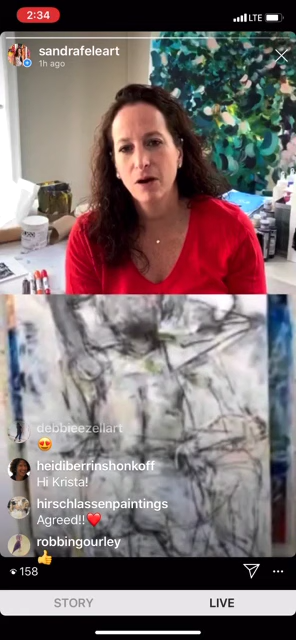 2:34
LTE
sandrafeleart
1h ago
debbieezellart
😍
heidiberrinshonkoff
Hi Krista!
hirschlassenpaintings
Agreed!!❤️
robbingourley
👍
158
STORY
LIVE